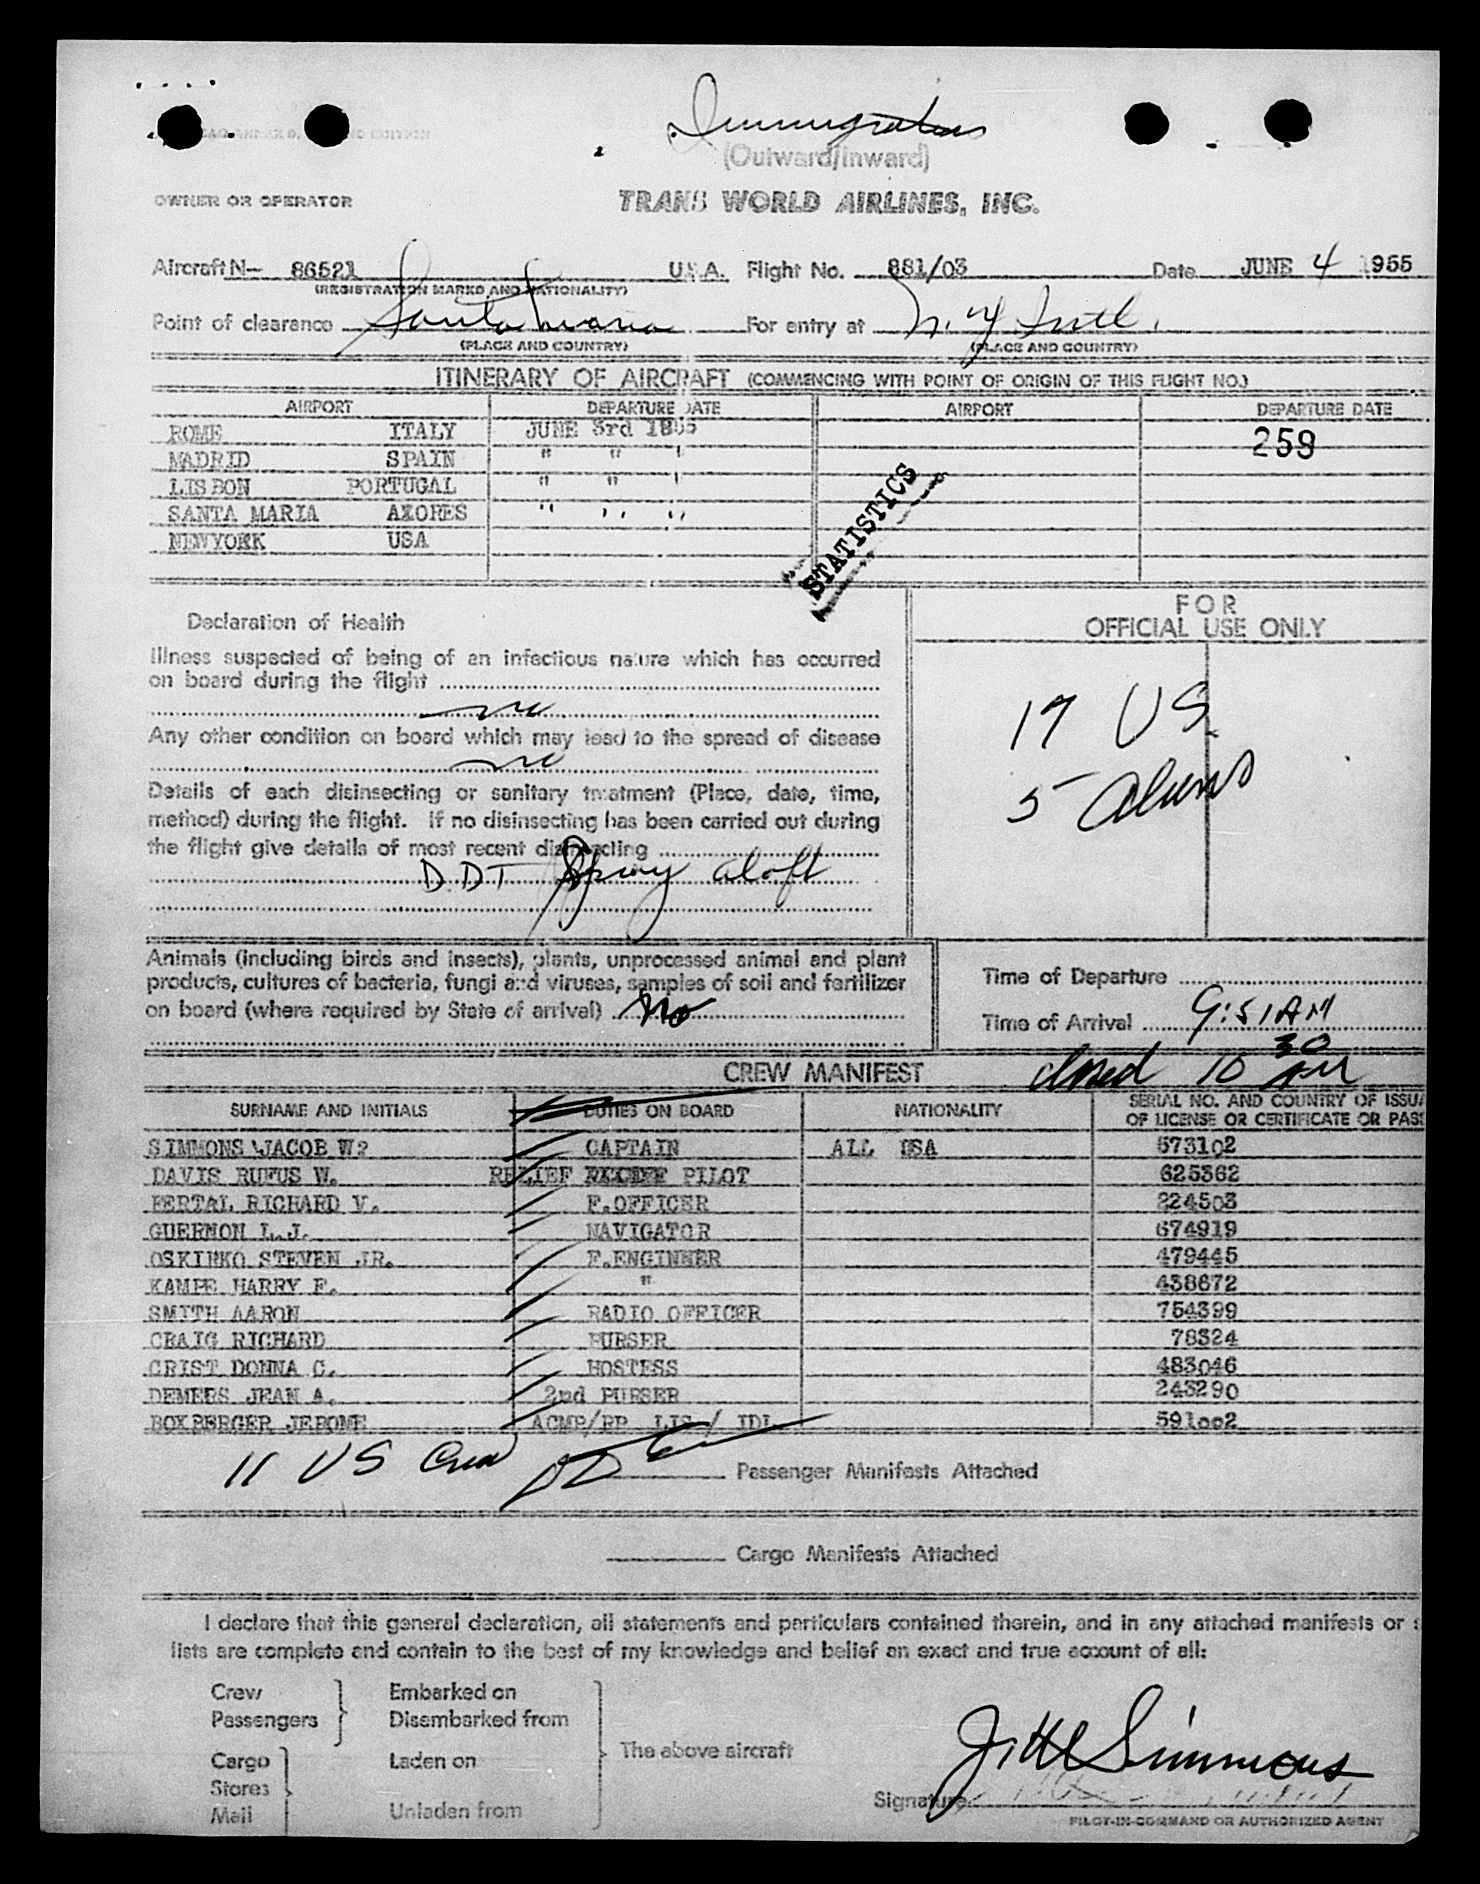 Immigration
(Outward/Inward)
OWNER OR OPERATOR TRANS WORLD AIRLINES, INC.
Aircraft N- 86521 U.S.A. Flight No. 881/03 Date JUNE 4 1955
(REGISTRATION MARKS AND NATIONALITY)
Point of clearance Santa Maria For entry at N.Y. Intl.
(PLACE AND COUNTRY) (PLACE AND COUNTRY)
ITINERARY OF AIRCRAFT (COMMENCING WITH POINT OF ORIGIN OF THIS FLIGHT NO.)
AIRPORT DEPARTURE DATE AIRPORT DEPARTURE DATE
ROME ITALY JUNE 3rd 1955
259
MADRID SPAIN " " "
LISBON PORTUGAL " " "
SANTA MARIA AZORES " " "
NEWYORK USA
STATISTICS
FOR
OFFICIAL USE ONLY
Declaration of Health
Illness suspected of being of an infectious nature which has occurred
on board during the flight
no
Any other condition on board which may lead to the spread of disease
no
Details of each disinsecting or sanitary treatment (Place, date, time,
method) during the flight. If no disinsecting has been carried out during
the flight give details of most recent disinsecting
DDT Spray aloft
17 US
5 Aliens
Animals (including birds and insects), plants, unprocessed animal and plant
products, cultures of bacteria, fungi and viruses, samples of soil and fertilizer
on board (where required by State of arrival) No
Time of Departure
Time of Arrival 9:51AM
closed 10 30 AM
CREW MANIFEST
SURNAME AND INITIALS DUTIES ON BOARD NATIONALITY SERIAL NO. AND COUNTRY OF ISSUA
OF LICENSE OR CERTIFICATE OR PASS
SIMMONS JACOB W? CAPTAIN ALL USA 573102
DAVIS RUFUS W. RELIEF PILOT 625362
FERTAL RICHARD V. F.OFFICER 224503
GUERNON L.J. NAVIGATOR 674919
OSKIRKO STEVEN JR. F.ENGINNER 479445
KAMPE HARRY F. " 438672
SMITH AARON RADIO OFFICER 754399
CRAIG RICHARD PURSER 78324
CRIST DONNA C. HOSTESS 483046
DEMERS JEAN A. 2nd PURSER 243290
BOXBERGER JEROME ACMR/RP LIS / IDL 591002
11 US Crew
Passenger Manifests Attached
Cargo Manifests Attached
I declare that this general declaration, all statements and particulars contained therein, and in any attached manifests or
lists are complete and contain to the best of my knowledge and belief an exact and true account of all:
Crew Embarked on
Passengers Disembarked from
The above aircraft
Cargo Laden on
Stores
Mail Unladen from
Signature Simmons
PILOT-IN-COMMAND OR AUTHORIZED AGENT